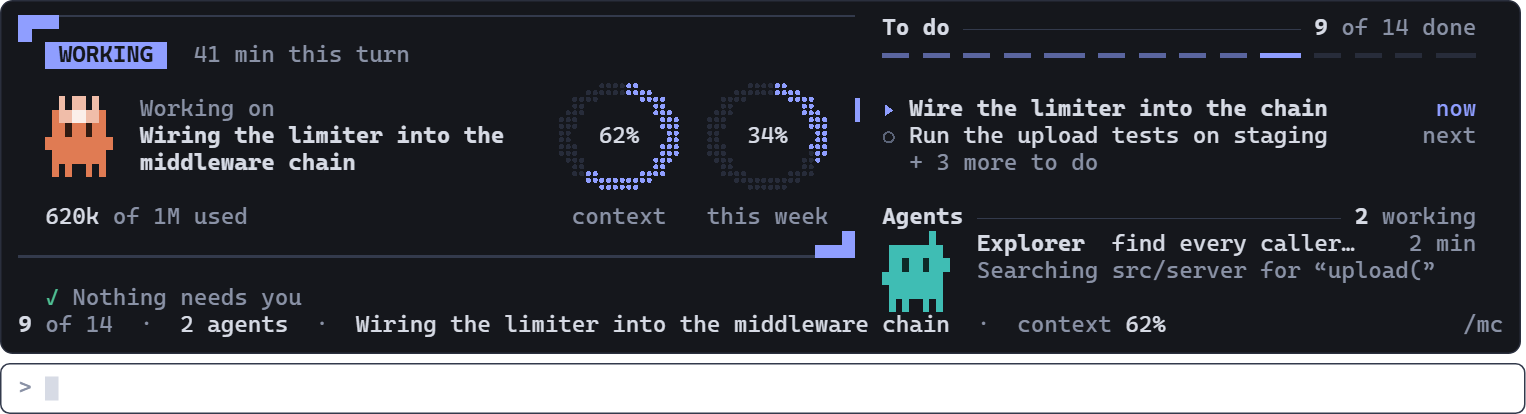 WORKING 41 min this turn
Working on
Wiring the limiter into the
middleware chain
62%
34%
620k of 1M used
context
this week
To do
9 of 14 done
▸ Wire the limiter into the chain now
○ Run the upload tests on staging next
+ 3 more to do
Agents
2 working
Explorer find every caller… 2 min
Searching src/server for “upload(”
✓ Nothing needs you
9 of 14 · 2 agents · Wiring the limiter into the middleware chain · context 62% /mc
>